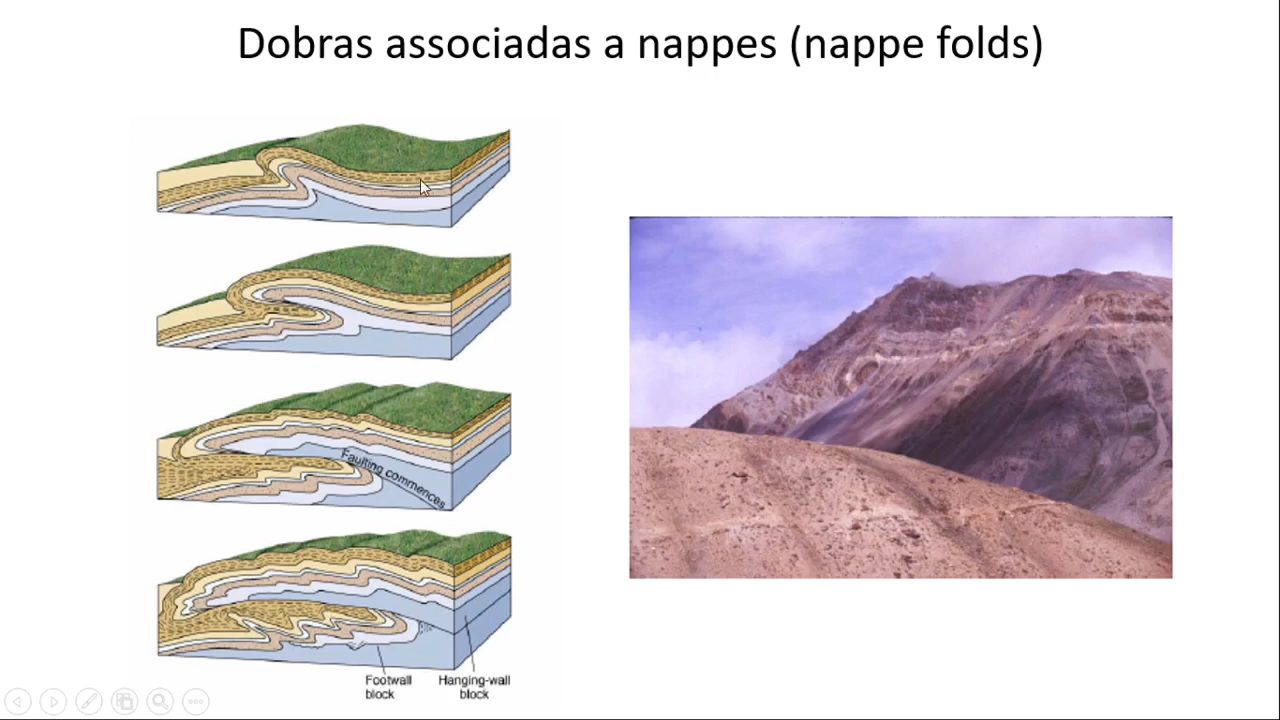 Dobras associadas a nappes (nappe folds)
Faulting commences
Footwall
block
Hanging-wall
block